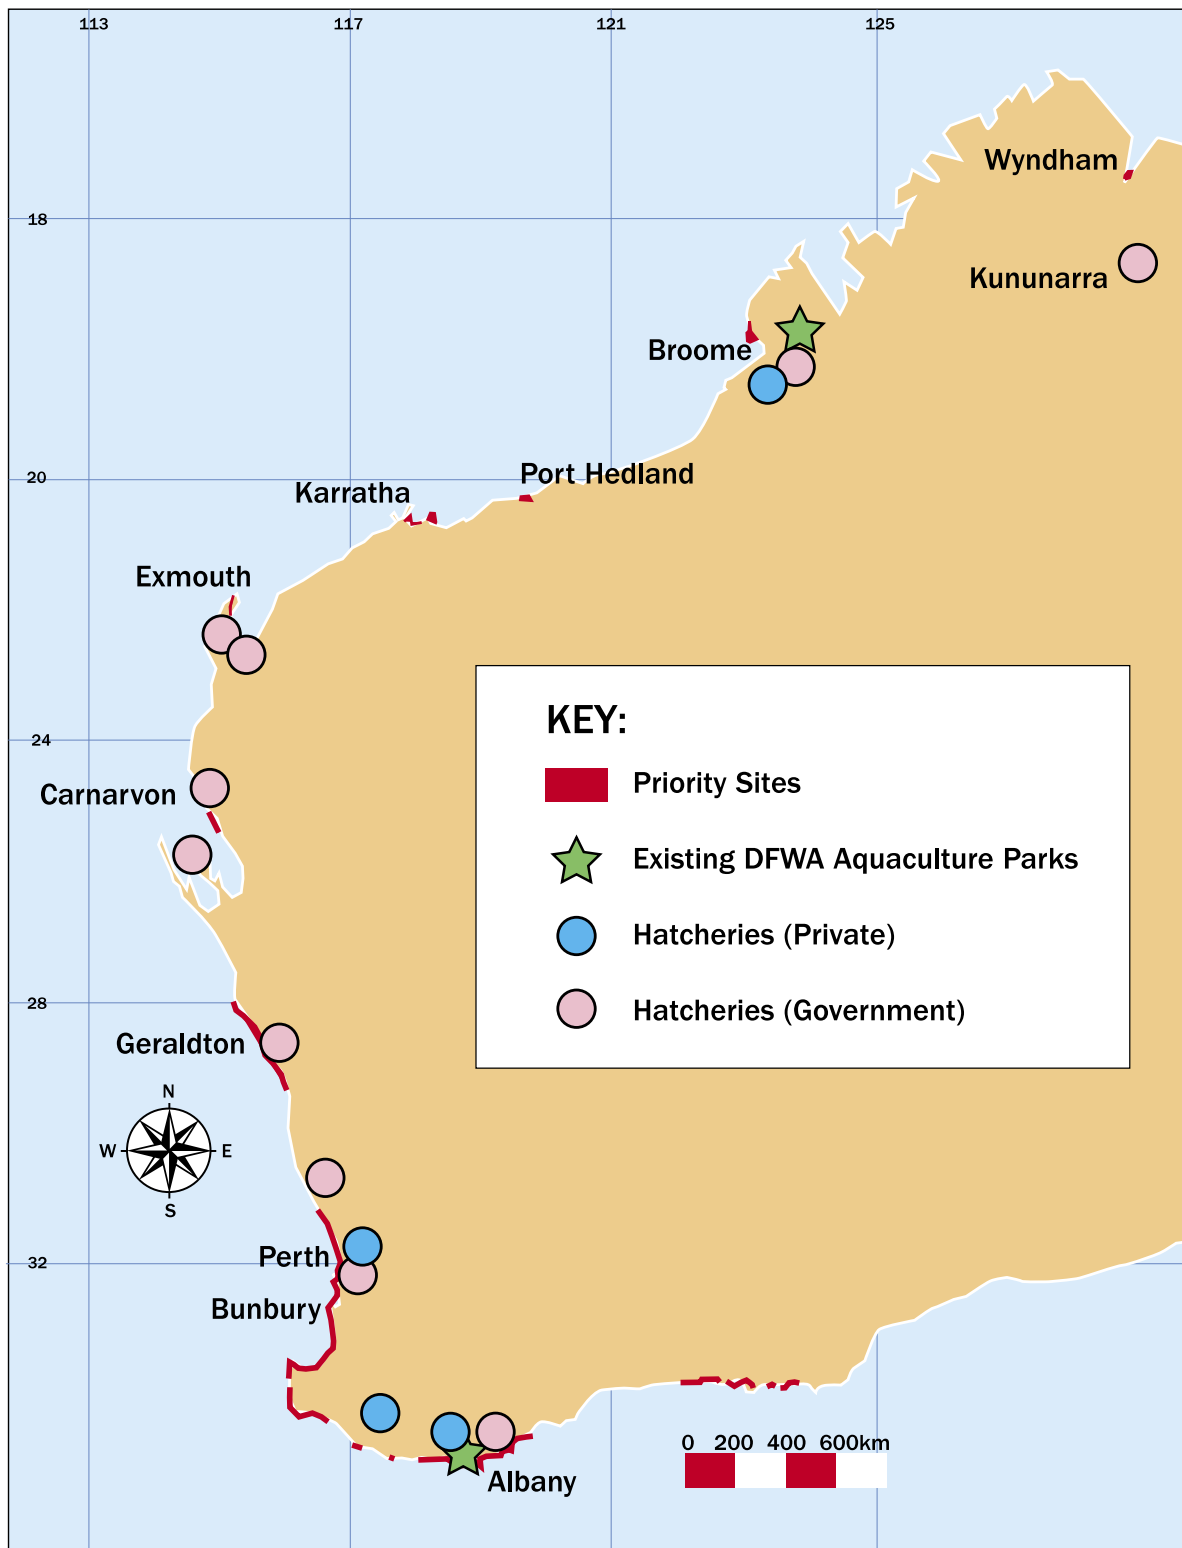 113
117
121
125
Wyndham
18
Kununarra
Broome
20
Port Hedland
Karratha
Exmouth
KEY:
24
Priority Sites
Carnarvon
Existing DFWA Aquaculture Parks
Hatcheries (Private)
28
Hatcheries (Government)
Geraldton
N
W
E
S
Perth
32
Bunbury
0 200 400 600km
Albany